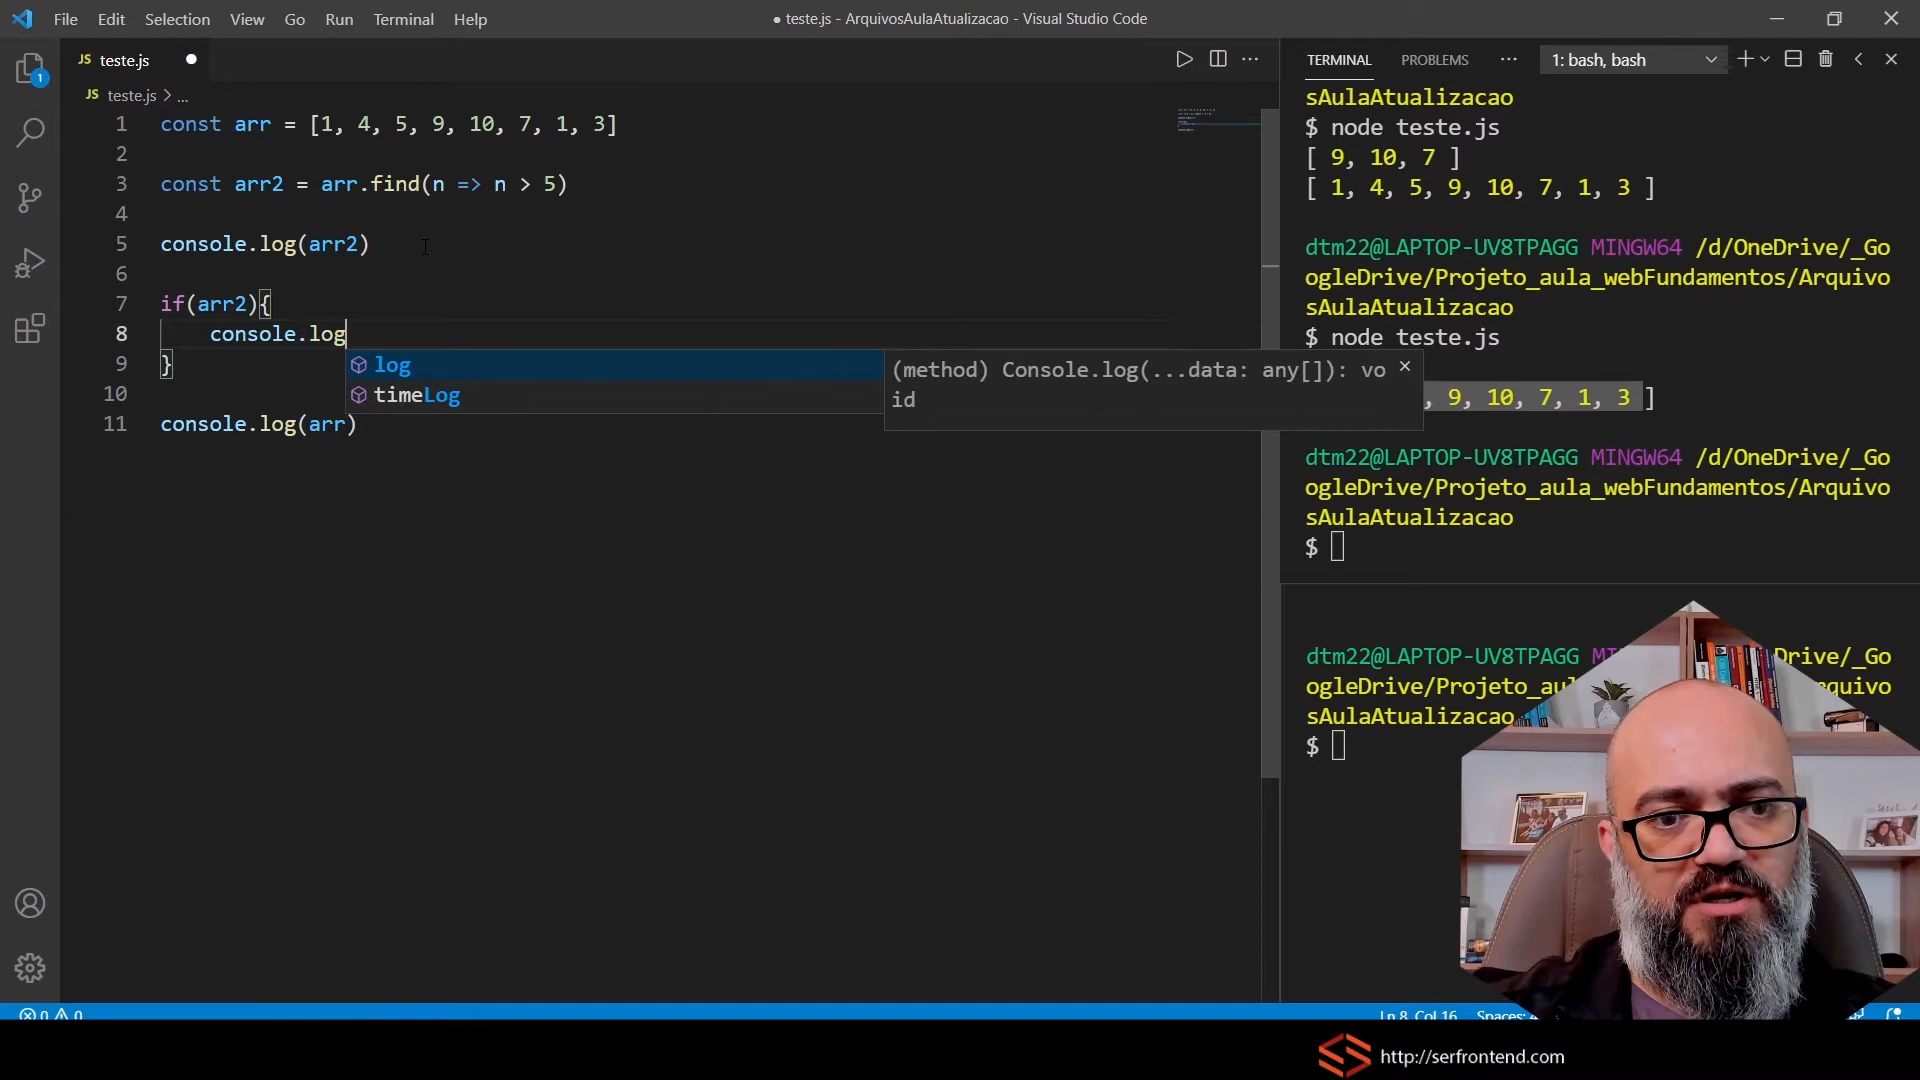 File Edit Selection View Go Run Terminal Help
● teste.js - ArquivosAulaAtualizacao - Visual Studio Code
1
JS teste.js
JS teste.js > ...
1 const arr = [1, 4, 5, 9, 10, 7, 1, 3]
2
3 const arr2 = arr.find(n => n > 5)
4
5 console.log(arr2)
6
7 if(arr2){
8 console.log
9 }
10
11 console.log(arr)
log
timeLog
(method) Console.log(...data: any[]): vo
id
TERMINAL PROBLEMS ... 1: bash, bash
sAulaAtualizacao
$ node teste.js
[ 9, 10, 7 ]
[ 1, 4, 5, 9, 10, 7, 1, 3 ]
dtm22@LAPTOP-UV8TPAGG MINGW64 /d/OneDrive/_Go
ogleDrive/Projeto_aula_webFundamentos/Arquivo
sAulaAtualizacao
$ node teste.js
, 9, 10, 7, 1, 3 ]
dtm22@LAPTOP-UV8TPAGG MINGW64 /d/OneDrive/_Go
ogleDrive/Projeto_aula_webFundamentos/Arquivo
sAulaAtualizacao
$
dtm22@LAPTOP-UV8TPAGG Drive/_Go
ogleDrive/Projeto_au quivo
sAulaAtualizacao
$
0 0
Ln 8, Col 16 Spaces:
http://serfrontend.com